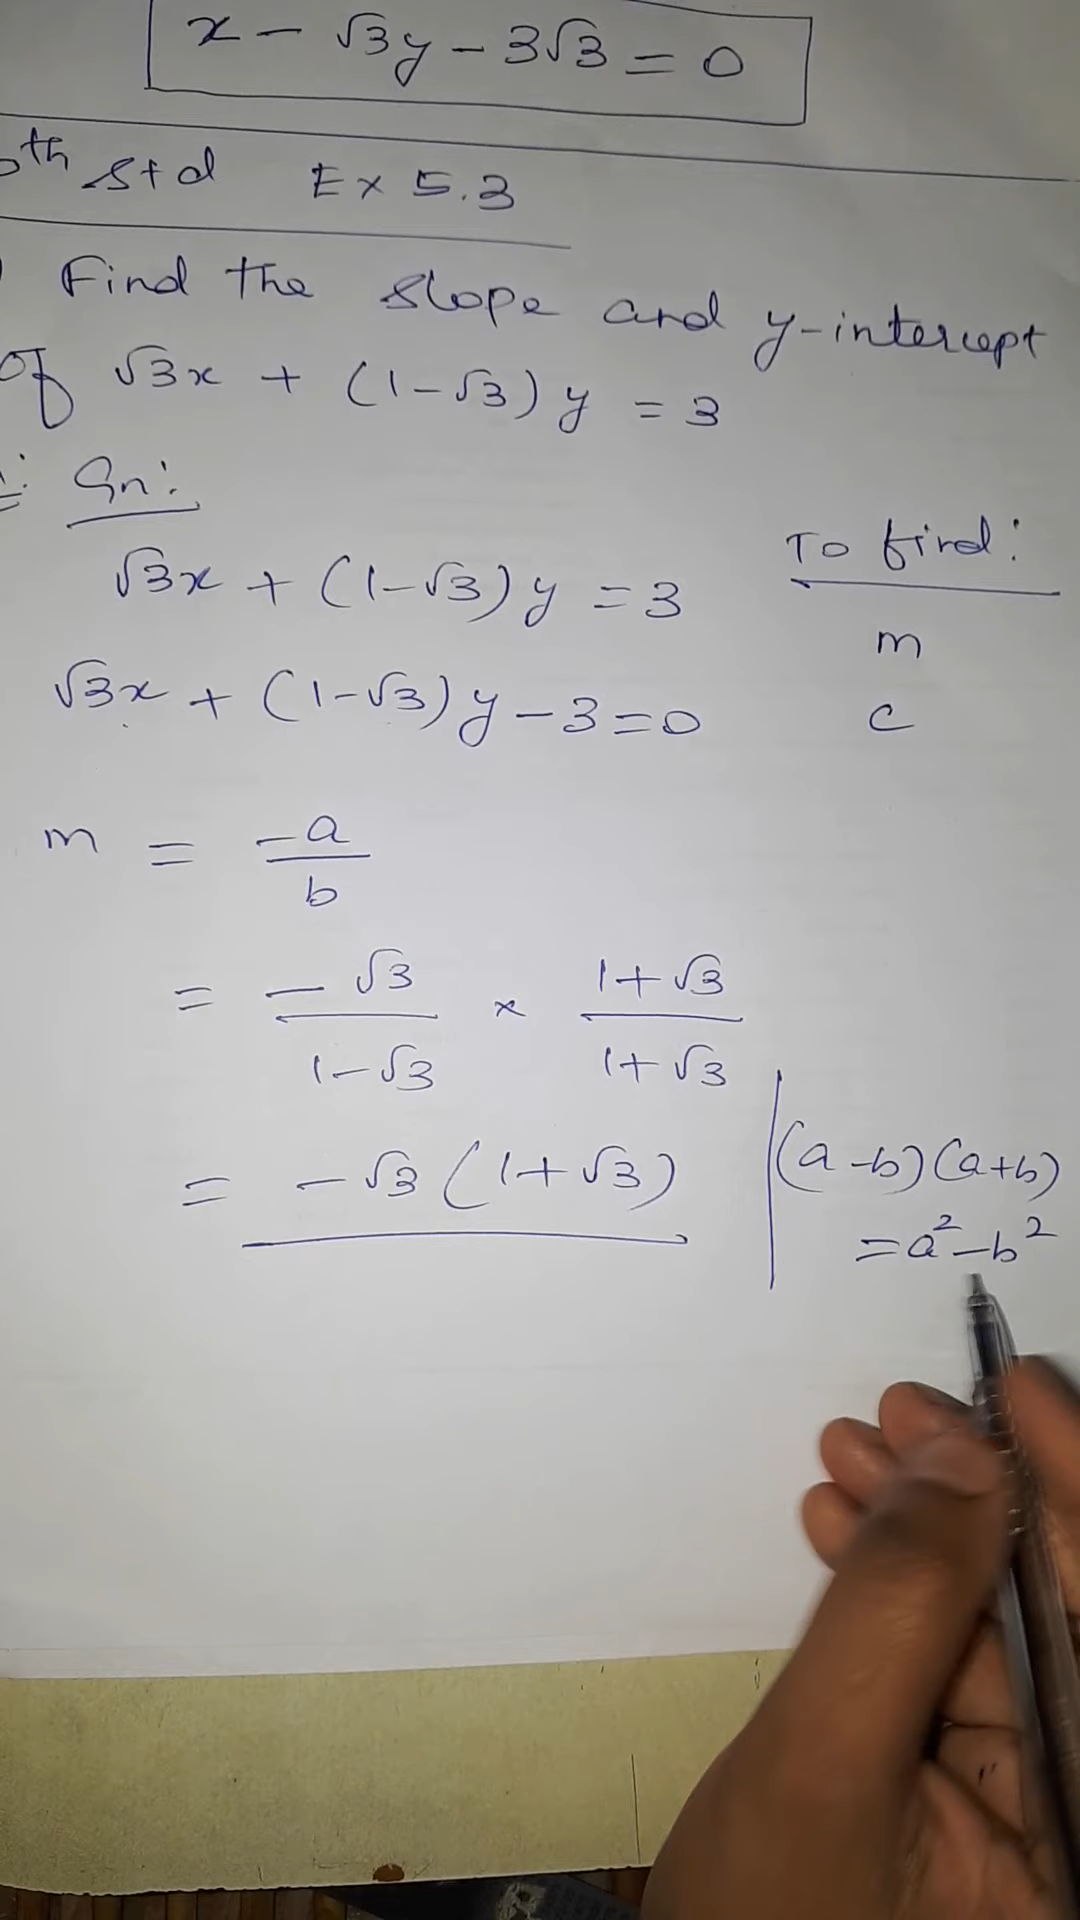 x - √3y - 3√3 = 0
th std Ex 5.3
Find the slope and y-intercept
of √3x + (1-√3)y = 3
Gn:
To find:
√3x + (1-√3)y = 3
m
√3x + (1-√3)y - 3 = 0
c
m = -a/b
= -√3/(1-√3) × (1+√3)/(1+√3)
= -√3(1+√3)
(a-b)(a+b)
= a² - b²